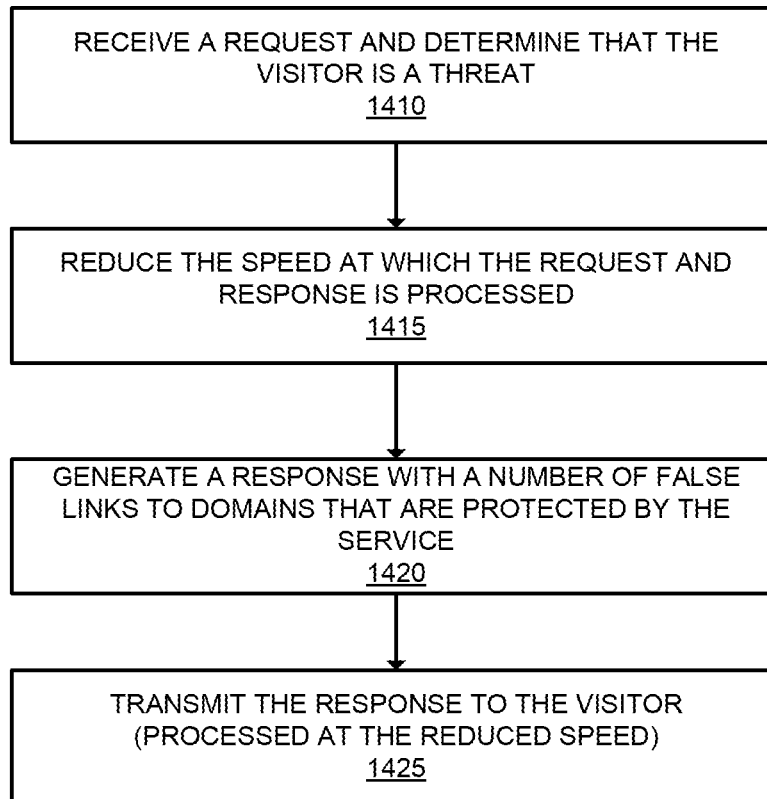 RECEIVE A REQUEST AND DETERMINE THAT THE
VISITOR IS A THREAT
1410
REDUCE THE SPEED AT WHICH THE REQUEST AND
RESPONSE IS PROCESSED
1415
GENERATE A RESPONSE WITH A NUMBER OF FALSE
LINKS TO DOMAINS THAT ARE PROTECTED BY THE
SERVICE
1420
TRANSMIT THE RESPONSE TO THE VISITOR
(PROCESSED AT THE REDUCED SPEED)
1425